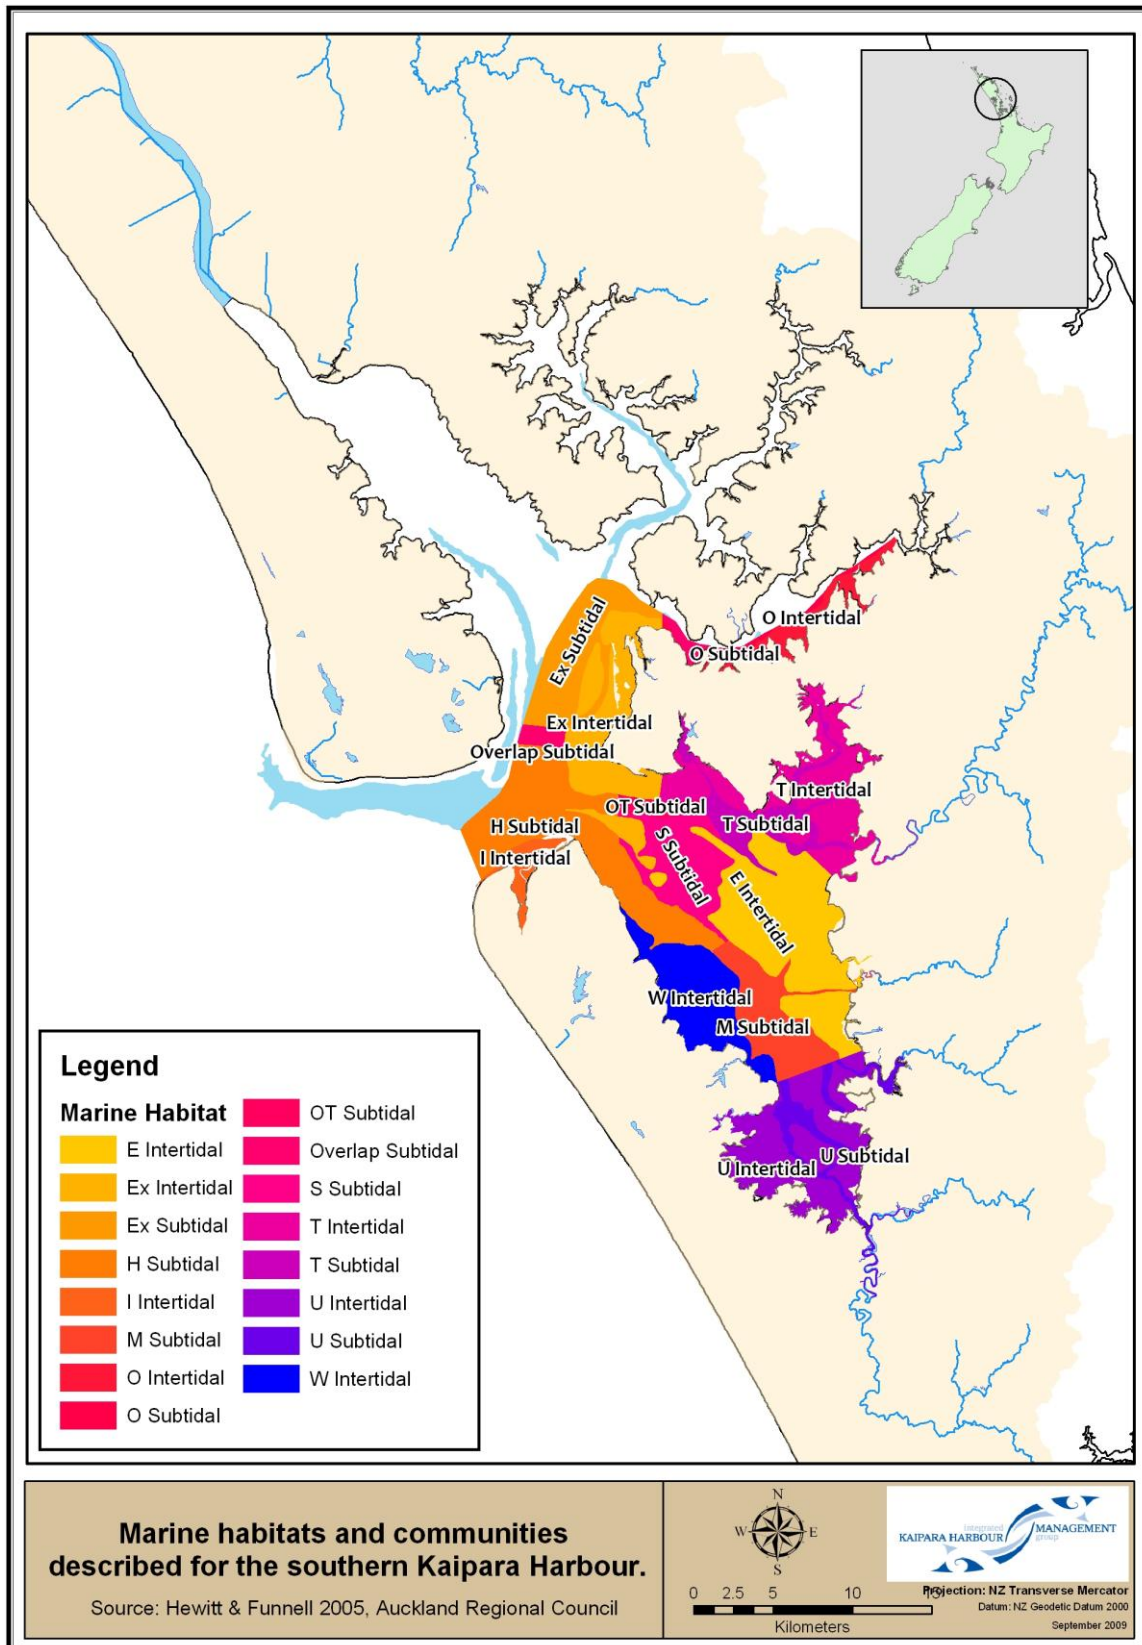 Ex Subtidal
O Intertidal
O Subtidal
Ex Intertidal
Overlap Subtidal
T Intertidal
OT Subtidal
T Subtidal
H Subtidal
S Subtidal
I Intertidal
E Intertidal
W Intertidal
M Subtidal
U Subtidal
U Intertidal
Legend
Marine Habitat
E Intertidal
Ex Intertidal
Ex Subtidal
H Subtidal
I Intertidal
M Subtidal
O Intertidal
O Subtidal
OT Subtidal
Overlap Subtidal
S Subtidal
T Intertidal
T Subtidal
U Intertidal
U Subtidal
W Intertidal
Marine habitats and communities
described for the southern Kaipara Harbour.
Source: Hewitt & Funnell 2005, Auckland Regional Council
N
W E
S
0 2.5 5 10 15
Kilometers
integrated
KAIPARA HARBOUR MANAGEMENT
group
Projection: NZ Transverse Mercator
Datum: NZ Geodetic Datum 2000
September 2009